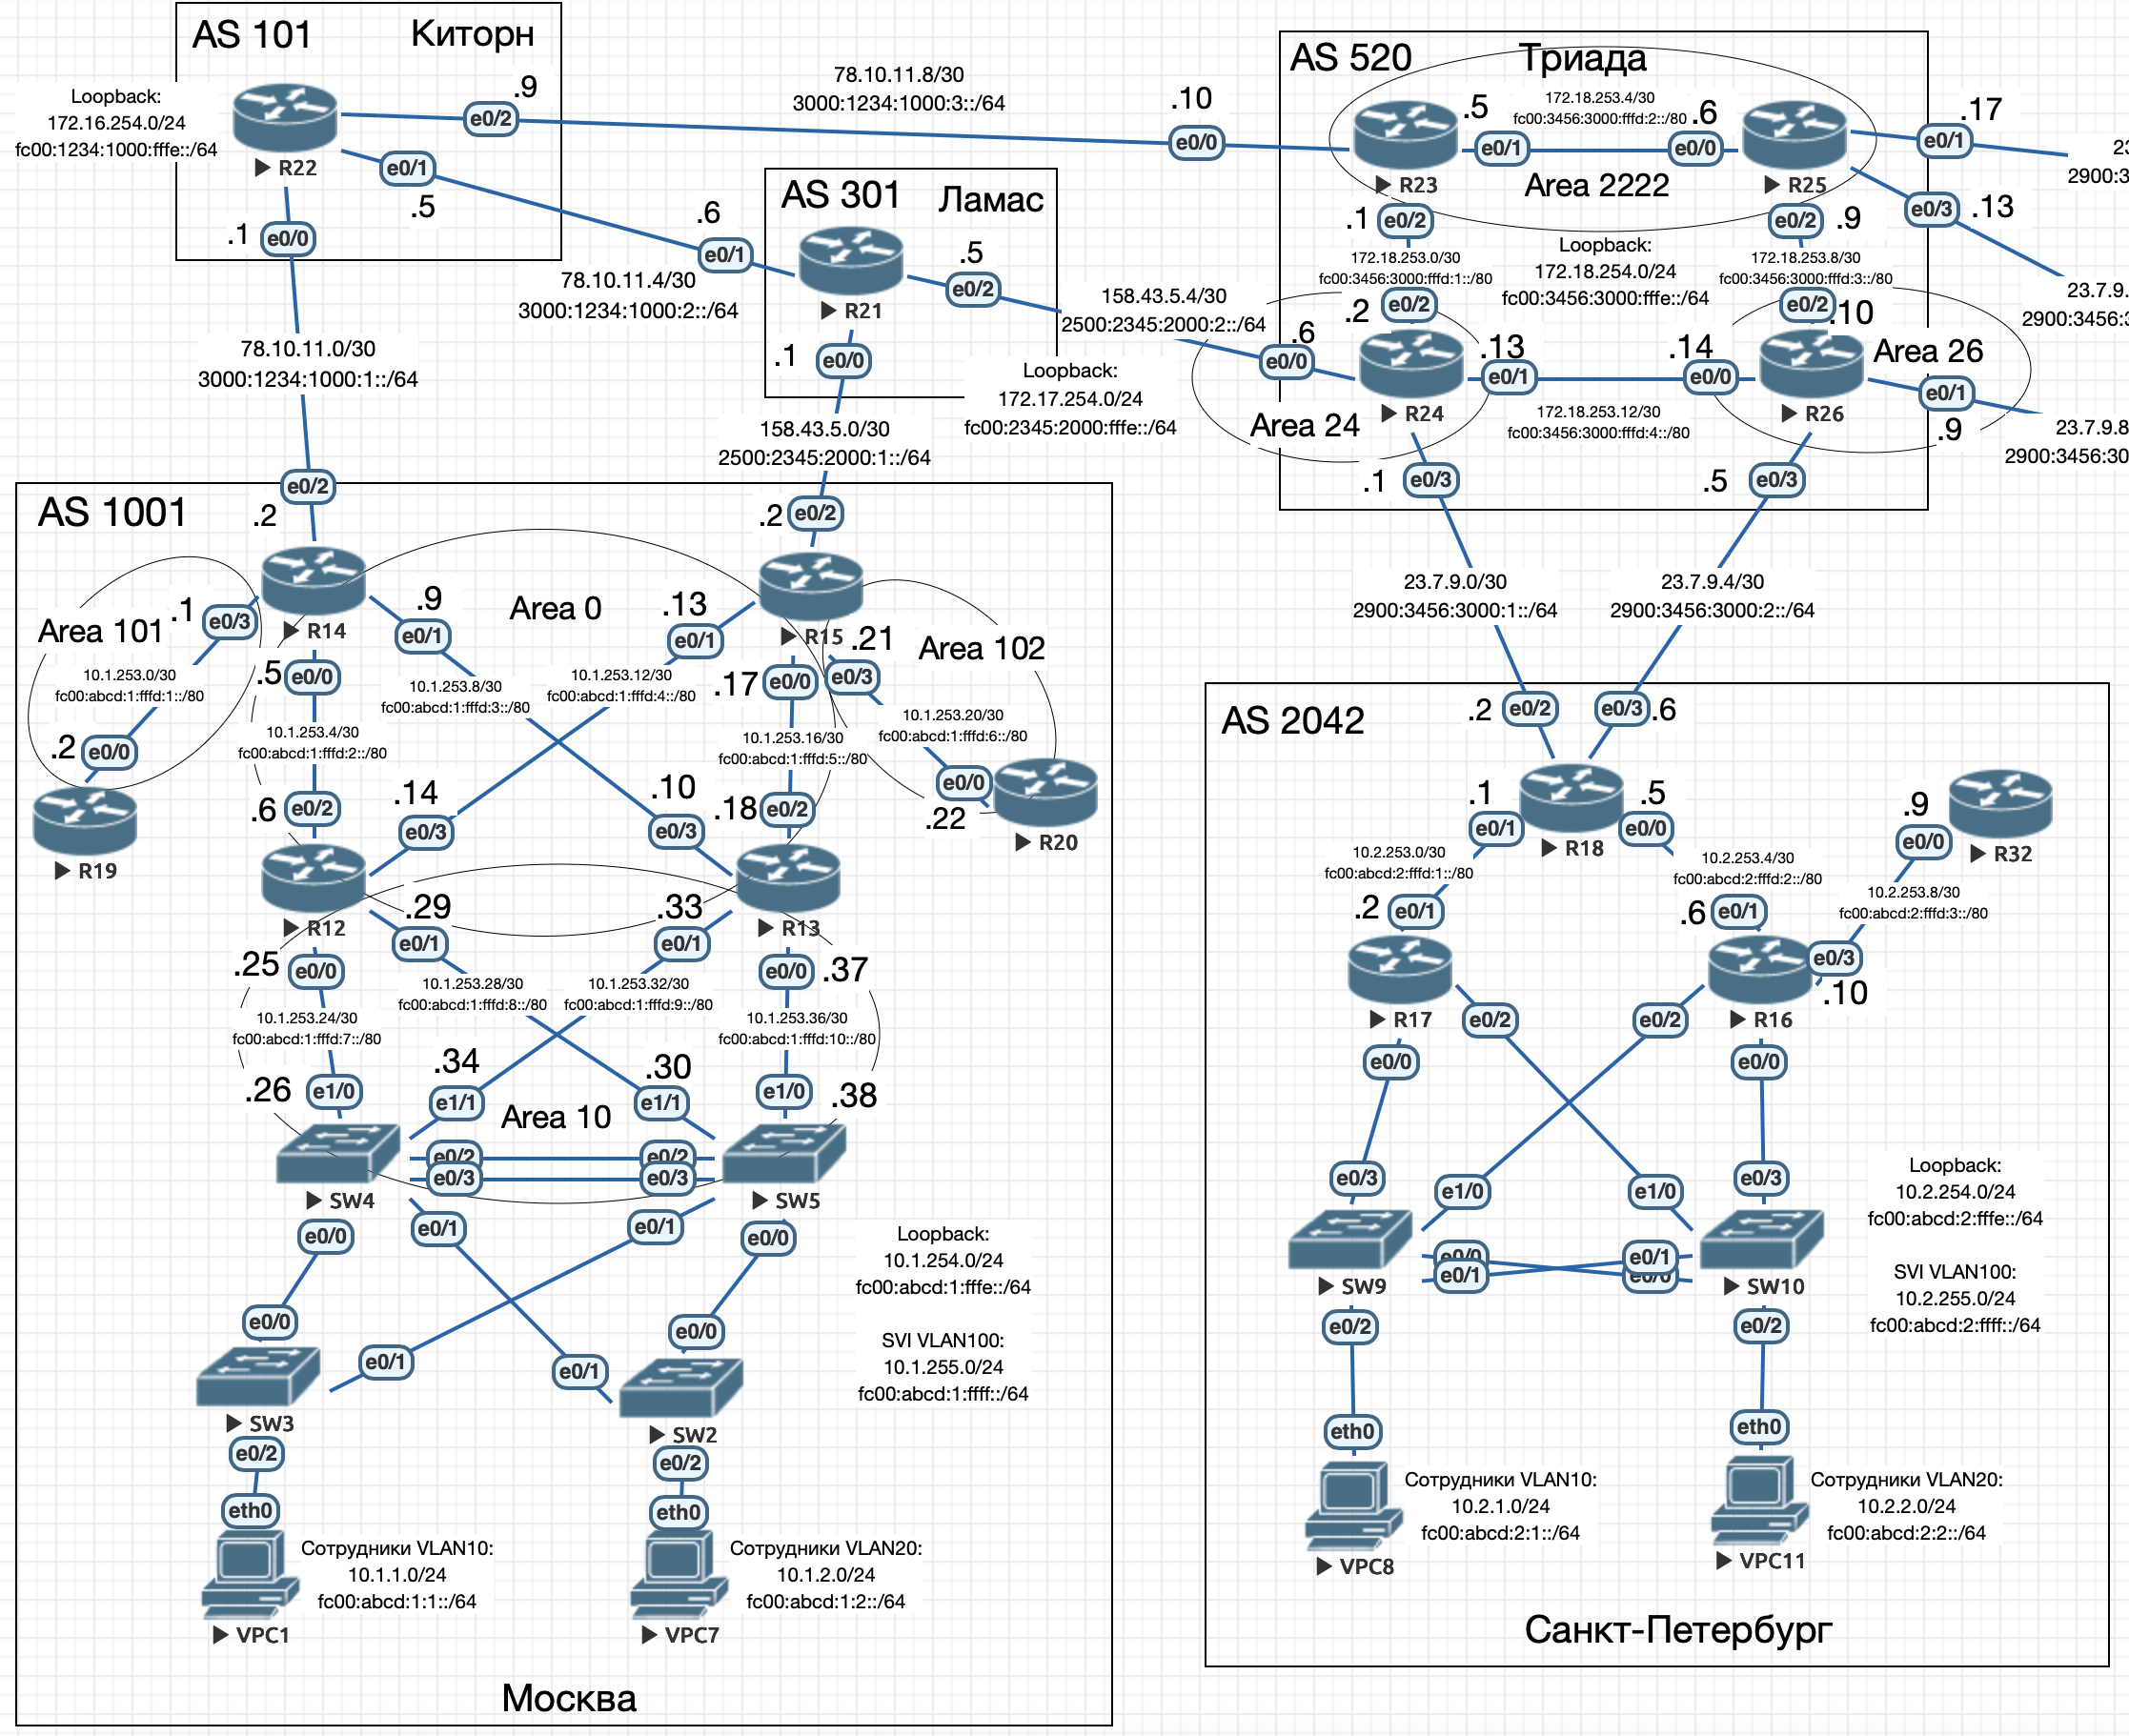 AS 101
Киторн
.9
e0/2
Loopback:
172.16.254.0/24
fc00:1234:1000:fffe::/64
R22
e0/1
.5
.1
e0/0
78.10.11.8/30
3000:1234:1000:3::/64
.10
e0/0
78.10.11.4/30
3000:1234:1000:2::/64
78.10.11.0/30
3000:1234:1000:1::/64
AS 301
Ламас
.6
e0/1
R21
.5
e0/2
.1
e0/0
158.43.5.4/30
2500:2345:2000:2::/64
Loopback:
172.17.254.0/24
fc00:2345:2000:fffe::/64
158.43.5.0/30
2500:2345:2000:1::/64
AS 520
Триада
.5
e0/1
172.18.253.4/30
fc00:3456:3000:fffd:2::/80
.6
e0/0
R23
Area 2222
R25
.17
e0/1
23
2900:3
e0/3
.13
23.7.9.
2900:3456:3
.1
e0/2
e0/2
.9
172.18.253.0/30
fc00:3456:3000:fffd:1::/80
Loopback:
172.18.254.0/24
fc00:3456:3000:fffe::/64
172.18.253.8/30
fc00:3456:3000:fffd:3::/80
.2
e0/2
e0/2
.10
.6
e0/0
.13
e0/1
.14
e0/0
Area 26
e0/1
.9
23.7.9.8
2900:3456:30
Area 24
R24
172.18.253.12/30
fc00:3456:3000:fffd:4::/80
R26
.1
e0/3
.5
e0/3
23.7.9.0/30
2900:3456:3000:1::/64
23.7.9.4/30
2900:3456:3000:2::/64
AS 1001
e0/2
.2
.2
e0/2
Area 101
.1
e0/3
R14
.9
e0/1
Area 0
.13
e0/1
R15
.21
e0/3
Area 102
10.1.253.0/30
fc00:abcd:1:fffd:1::/80
.5
e0/0
10.1.253.8/30
fc00:abcd:1:fffd:3::/80
10.1.253.12/30
fc00:abcd:1:fffd:4::/80
.17
e0/0
10.1.253.20/30
fc00:abcd:1:fffd:6::/80
.2
e0/0
10.1.253.4/30
fc00:abcd:1:fffd:2::/80
10.1.253.16/30
fc00:abcd:1:fffd:5::/80
e0/0
.22
R20
R19
.6
e0/2
.14
e0/3
.10
e0/3
.18
e0/2
R12
.29
e0/1
.33
e0/1
R13
.25
e0/0
10.1.253.28/30
fc00:abcd:1:fffd:8::/80
10.1.253.32/30
fc00:abcd:1:fffd:9::/80
e0/0
.37
10.1.253.24/30
fc00:abcd:1:fffd:7::/80
10.1.253.36/30
fc00:abcd:1:fffd:10::/80
.26
e1/0
.34
e1/1
Area 10
.30
e1/1
e1/0
.38
e0/2
e0/2
e0/3
e0/3
SW4
SW5
e0/0
e0/1
e0/1
e0/0
Loopback:
10.1.254.0/24
fc00:abcd:1:fffe::/64
e0/0
e0/1
e0/0
e0/1
SVI VLAN100:
10.1.255.0/24
fc00:abcd:1:ffff::/64
SW3
SW2
e0/2
e0/2
eth0
eth0
Сотрудники VLAN10:
10.1.1.0/24
fc00:abcd:1:1::/64
VPC1
Сотрудники VLAN20:
10.1.2.0/24
fc00:abcd:1:2::/64
VPC7
Москва
AS 2042
.2
e0/2
e0/3
.6
.1
e0/1
.5
e0/0
R18
.9
e0/0
R32
10.2.253.0/30
fc00:abcd:2:fffd:1::/80
10.2.253.4/30
fc00:abcd:2:fffd:2::/80
10.2.253.8/30
fc00:abcd:2:fffd:3::/80
.2
e0/1
.6
e0/1
e0/3
.10
R17
e0/2
e0/2
R16
e0/0
e0/0
e0/3
e1/0
e1/0
e0/3
Loopback:
10.2.254.0/24
fc00:abcd:2:fffe::/64
e0/0
e0/1
e0/1
e0/0
SW9
SW10
SVI VLAN100:
10.2.255.0/24
fc00:abcd:2:ffff::/64
e0/2
e0/2
eth0
eth0
Сотрудники VLAN10:
10.2.1.0/24
fc00:abcd:2:1::/64
VPC8
Сотрудники VLAN20:
10.2.2.0/24
fc00:abcd:2:2::/64
VPC11
Санкт-Петербург